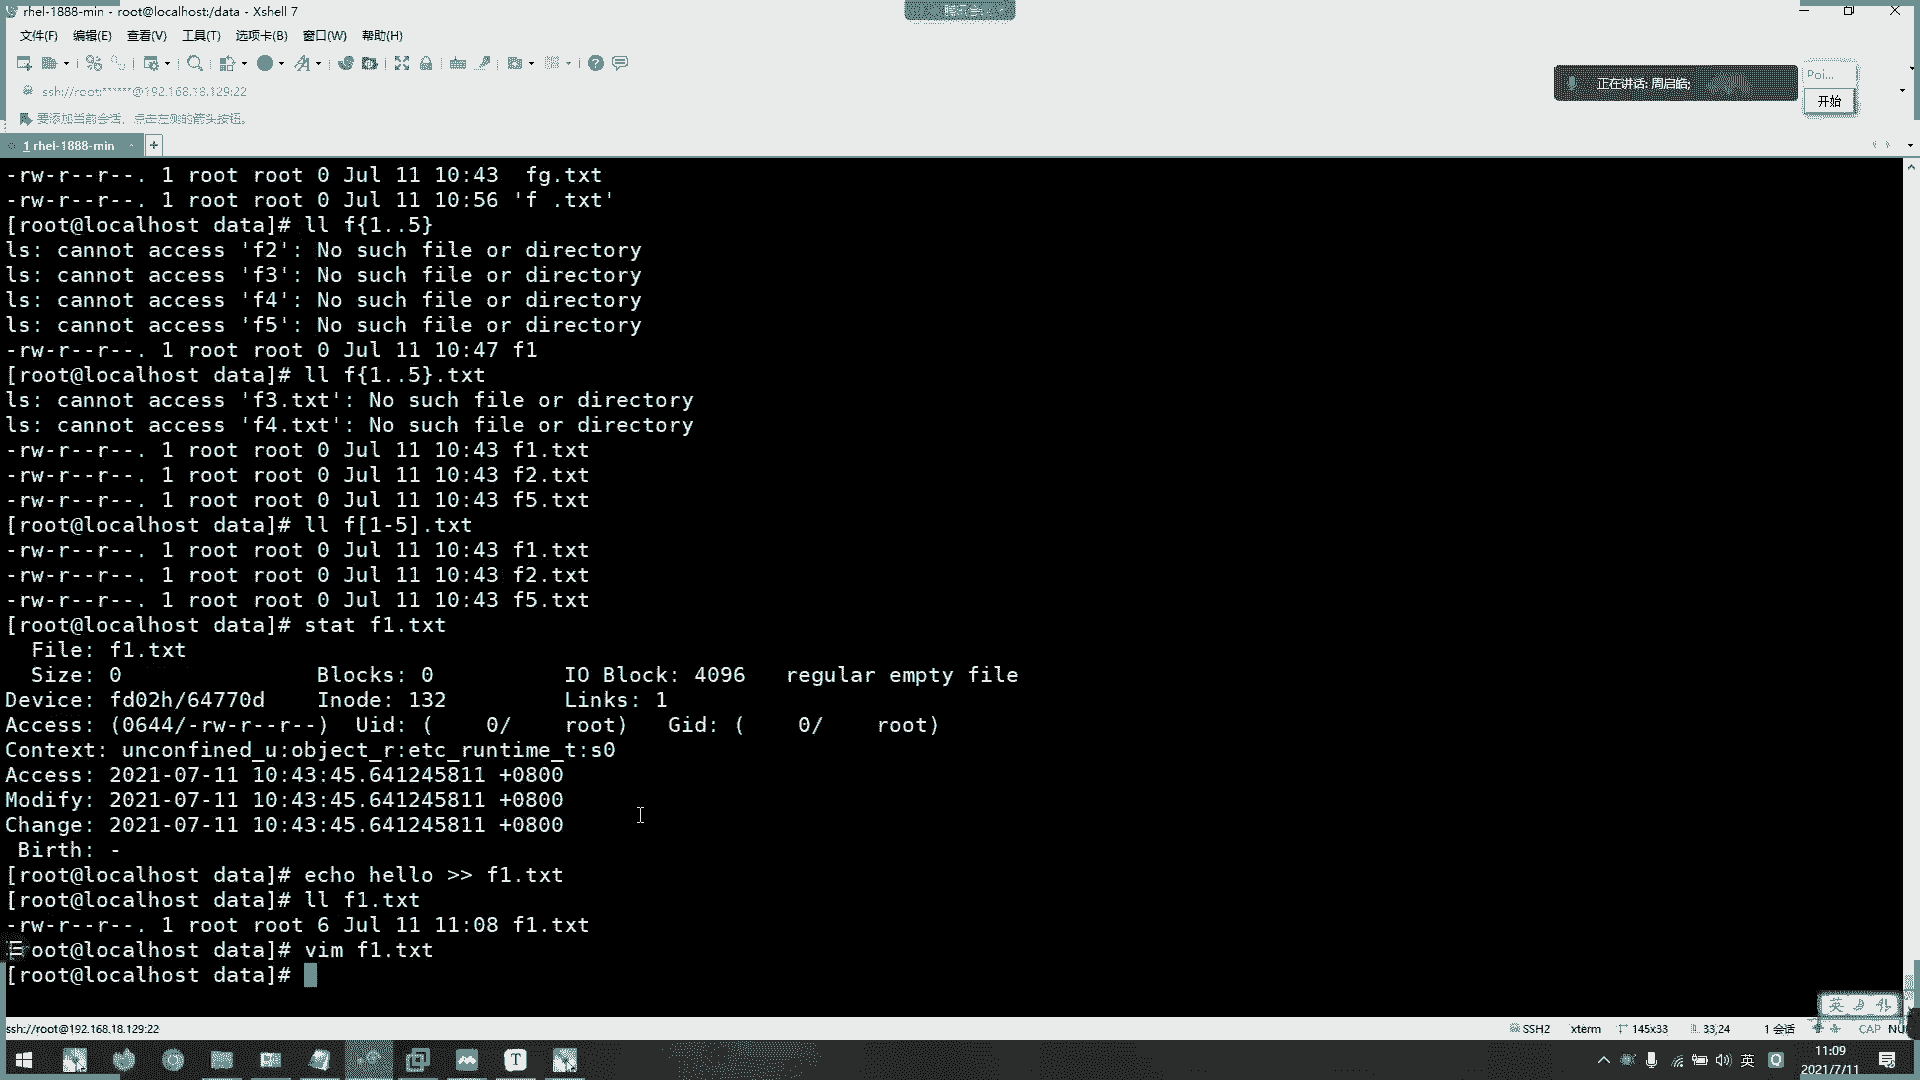 rhel-1888-min - root@localhost:/data - Xshell 7
文件(F) 编辑(E) 查看(V) 工具(T) 选项卡(B) 窗口(W) 帮助(H)
ssh://root:******@192.168.18.129:22
正在讲话: 周启皓;
Poi...
开始
要添加当前会话，点击左侧的箭头按钮。
1 rhel-1888-min
-rw-r--r--. 1 root root 0 Jul 11 10:43  fg.txt
-rw-r--r--. 1 root root 0 Jul 11 10:56 'f .txt'
[root@localhost data]# ll f{1..5}
ls: cannot access 'f2': No such file or directory
ls: cannot access 'f3': No such file or directory
ls: cannot access 'f4': No such file or directory
ls: cannot access 'f5': No such file or directory
-rw-r--r--. 1 root root 0 Jul 11 10:47 f1
[root@localhost data]# ll f{1..5}.txt
ls: cannot access 'f3.txt': No such file or directory
ls: cannot access 'f4.txt': No such file or directory
-rw-r--r--. 1 root root 0 Jul 11 10:43 f1.txt
-rw-r--r--. 1 root root 0 Jul 11 10:43 f2.txt
-rw-r--r--. 1 root root 0 Jul 11 10:43 f5.txt
[root@localhost data]# ll f[1-5].txt
-rw-r--r--. 1 root root 0 Jul 11 10:43 f1.txt
-rw-r--r--. 1 root root 0 Jul 11 10:43 f2.txt
-rw-r--r--. 1 root root 0 Jul 11 10:43 f5.txt
[root@localhost data]# stat f1.txt
  File: f1.txt
  Size: 0               Blocks: 0          IO Block: 4096   regular empty file
Device: fd02h/64770d    Inode: 132         Links: 1
Access: (0644/-rw-r--r--)  Uid: (    0/    root)   Gid: (    0/    root)
Context: unconfined_u:object_r:etc_runtime_t:s0
Access: 2021-07-11 10:43:45.641245811 +0800
Modify: 2021-07-11 10:43:45.641245811 +0800
Change: 2021-07-11 10:43:45.641245811 +0800
 Birth: -
[root@localhost data]# echo hello >> f1.txt
[root@localhost data]# ll f1.txt
-rw-r--r--. 1 root root 6 Jul 11 11:08 f1.txt
root@localhost data]# vim f1.txt
[root@localhost data]#
英
ssh://root@192.168.18.129:22 SSH2 xterm 145x33 33,24 1 会话 CAP NU
英 11:09
2021/7/11